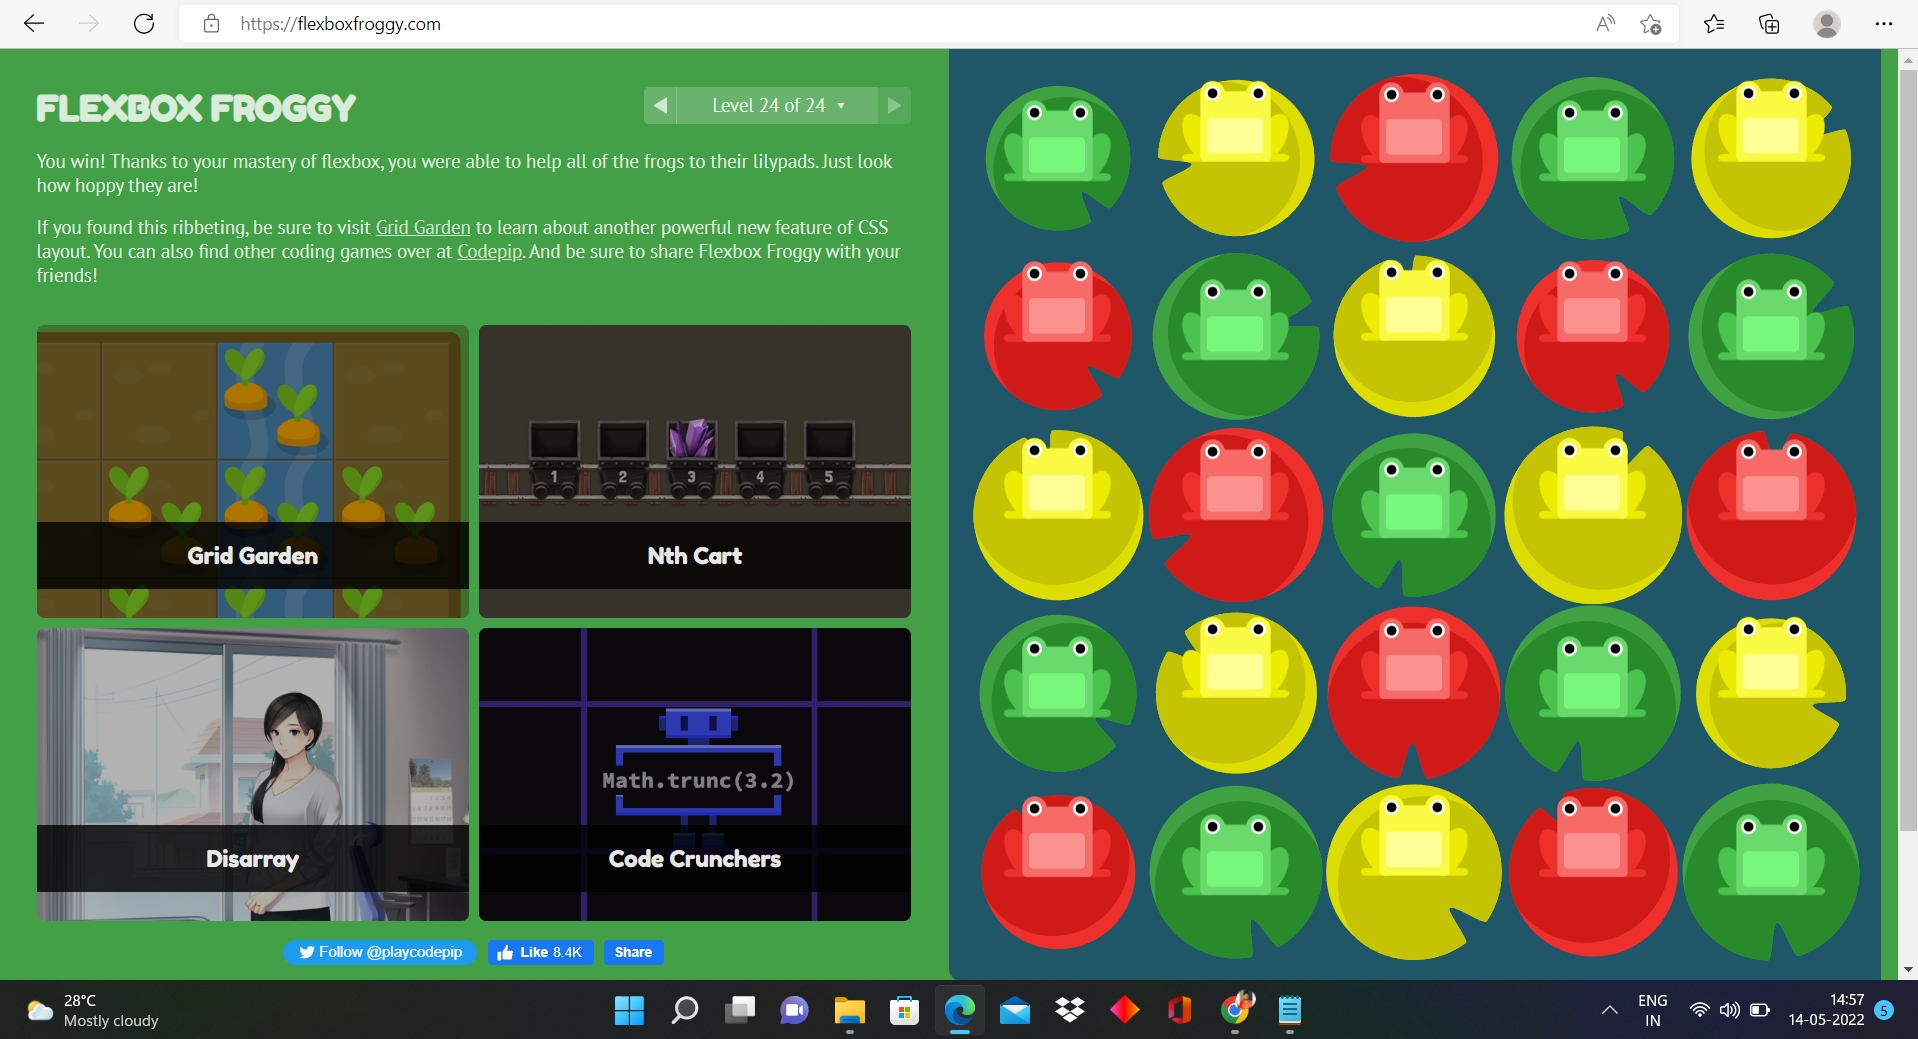 https://flexboxfroggy.com
FLEXBOX FROGGY
Level 24 of 24
You win! Thanks to your mastery of flexbox, you were able to help all of the frogs to their lilypads. Just look
how hoppy they are!
If you found this ribbeting, be sure to visit Grid Garden to learn about another powerful new feature of CSS
layout. You can also find other coding games over at Codepip. And be sure to share Flexbox Froggy with your
friends!
1 2 3 4 5
Grid Garden
Nth Cart
Math.trunc(3.2)
Disarray
Code Crunchers
Follow @playcodepip
Like 8.4K
Share
28°C
Mostly cloudy
ENG
IN
14:57
14-05-2022
5